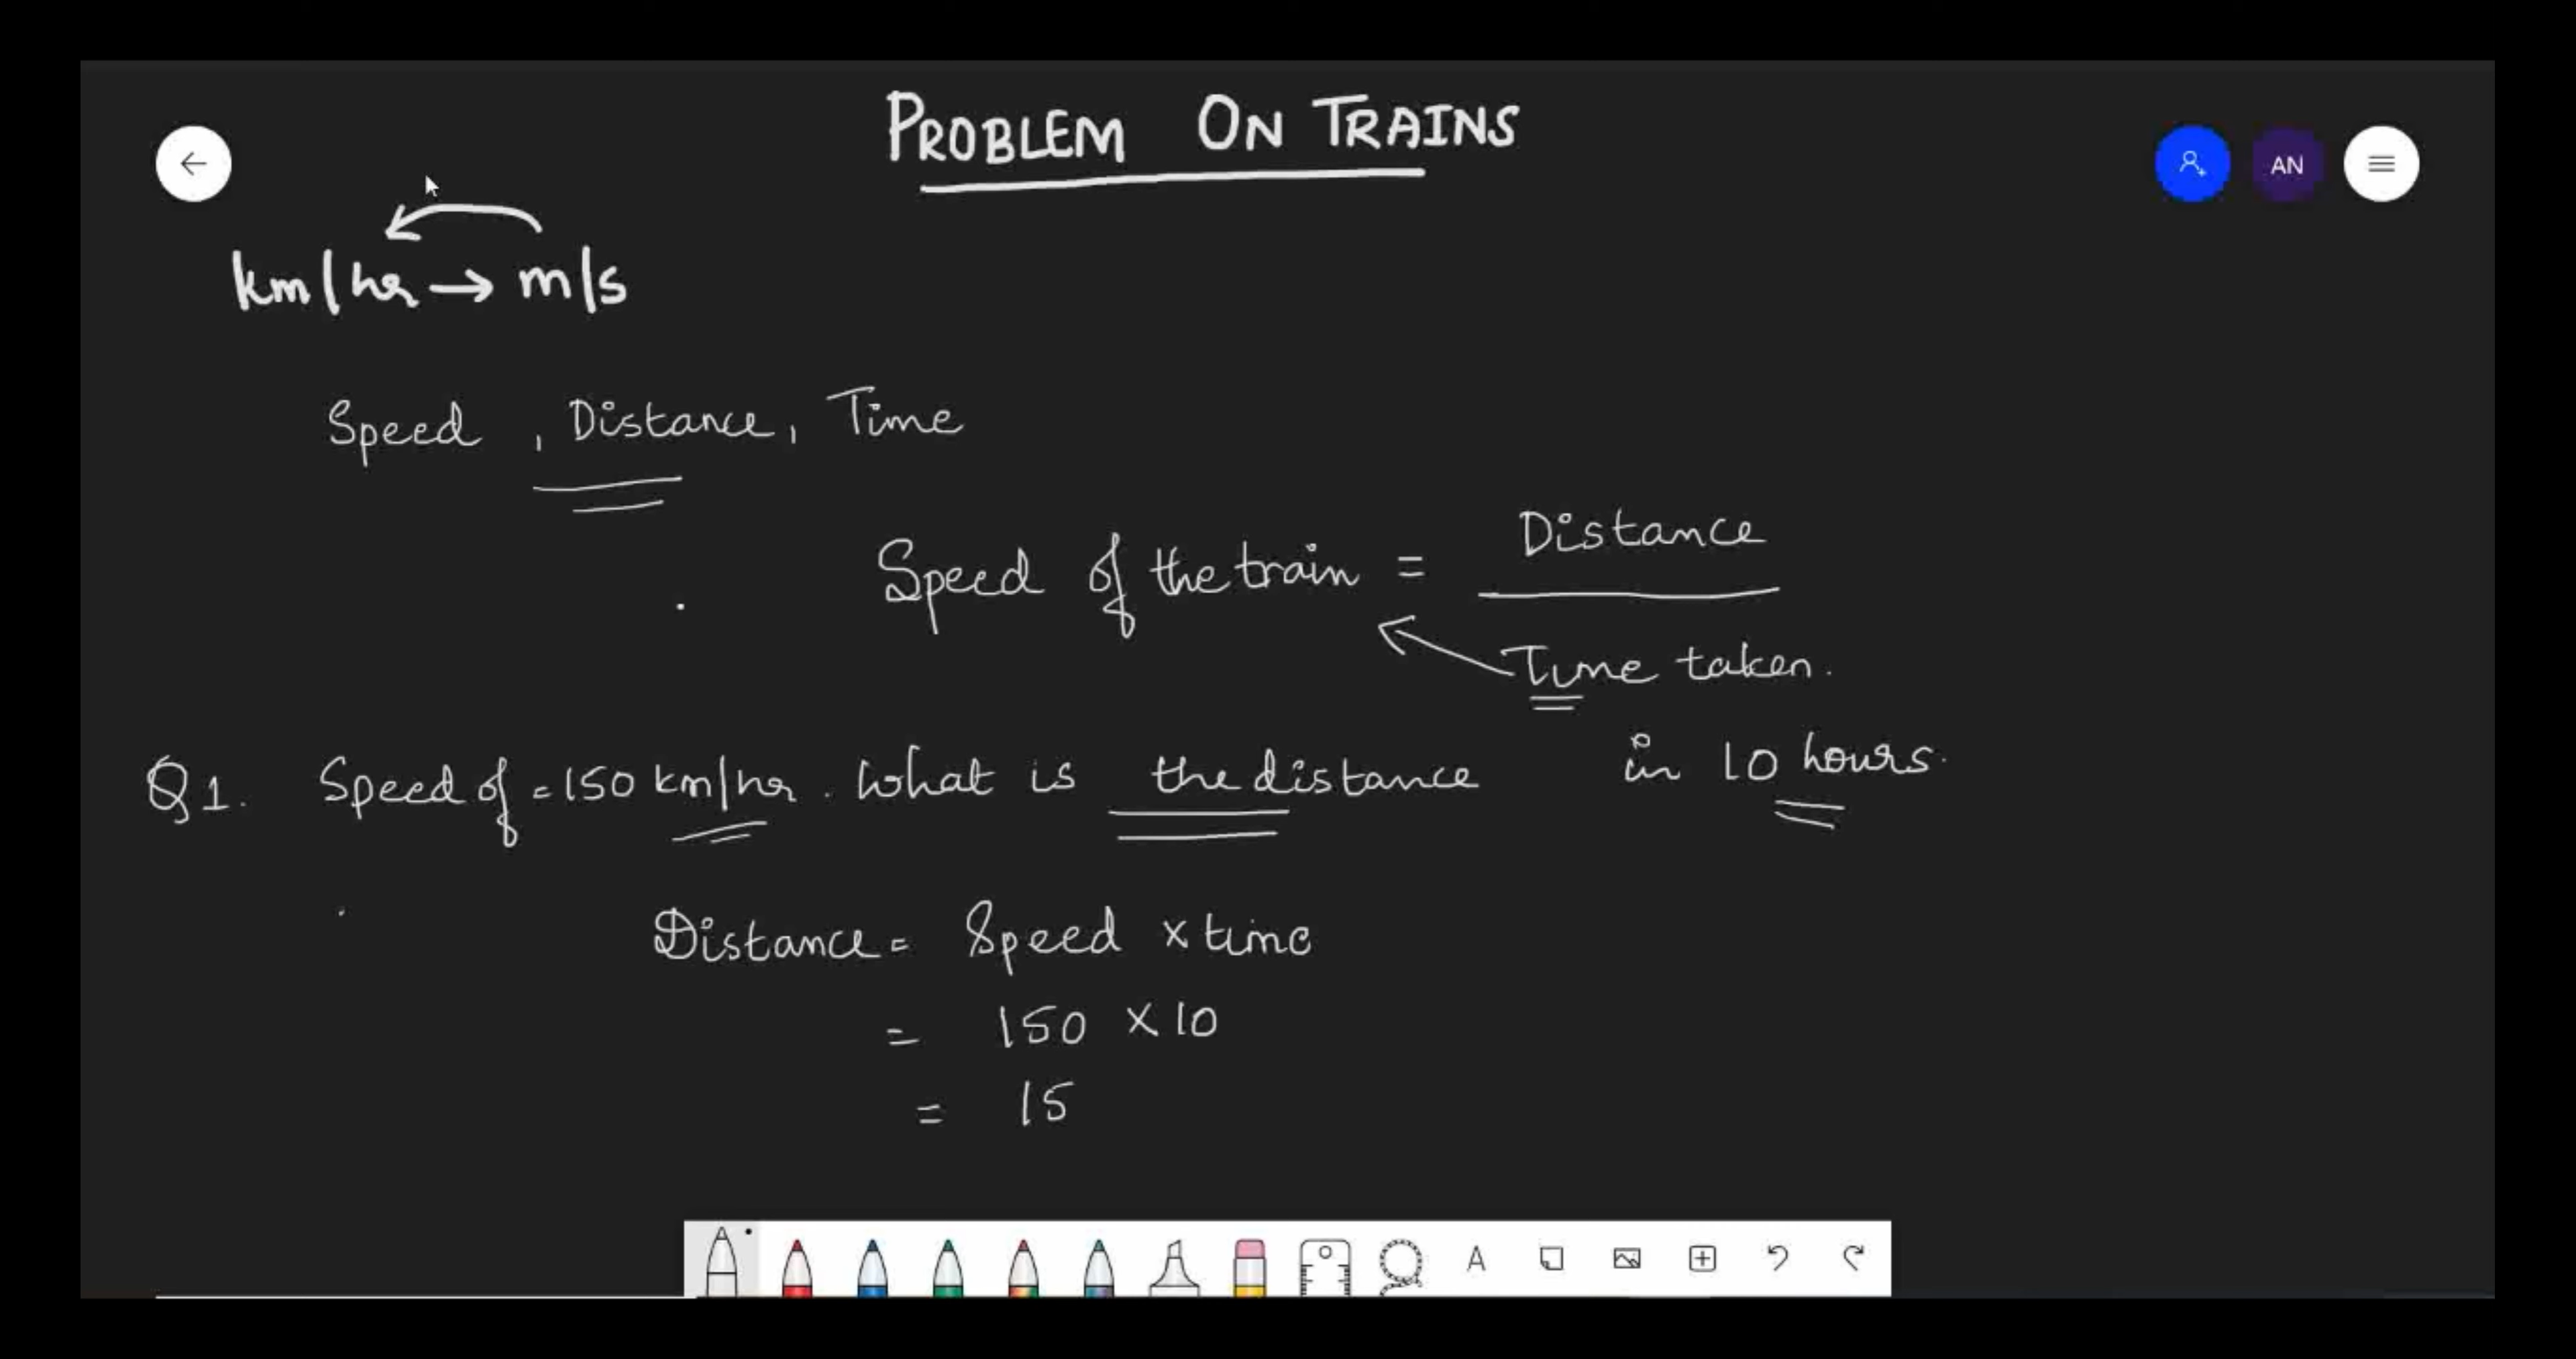 PROBLEM ON TRAINS
AN
km/hr → m/s
Speed , Distance, Time
Speed of the train = Distance
Time taken.
Q1. Speed of = 150 km/hr. What is the distance in 10 hours.
Distance = Speed × time
= 150 × 10
= 15
A